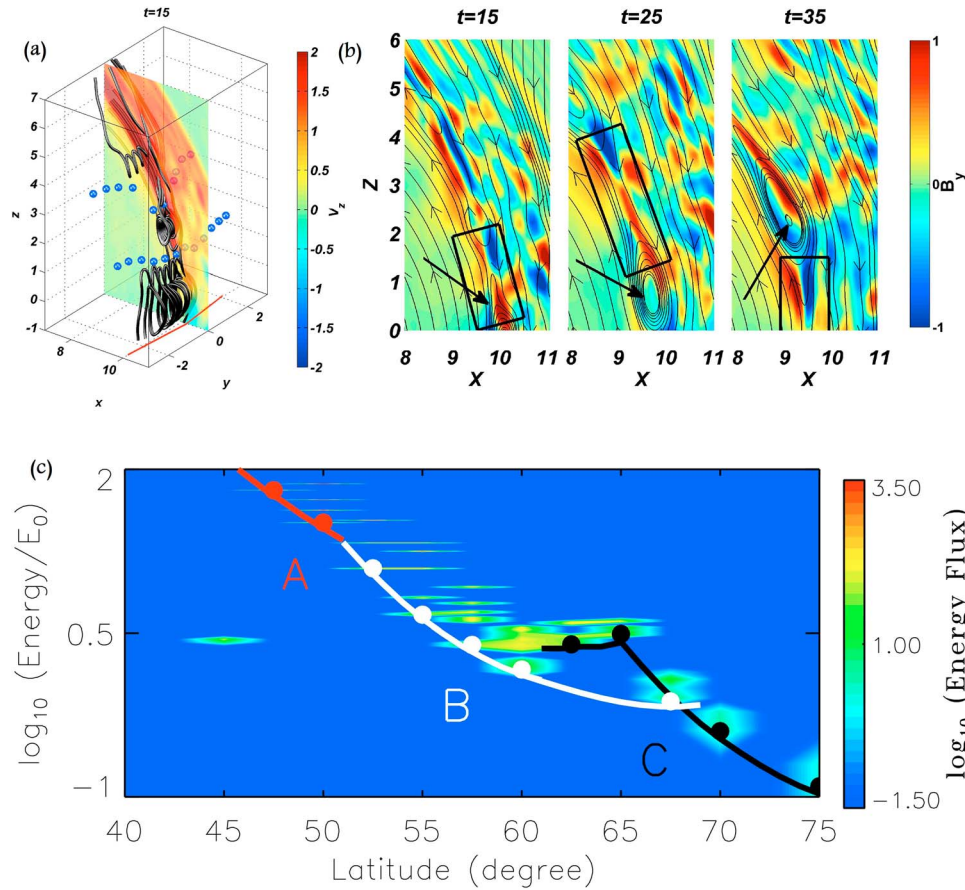 (a)
t=15
7
6
5
4
3
2
1
0
-1
z
8
10
x
-2
0
2
y
2
1.5
1
0.5
0
-0.5
-1
-1.5
-2
V_z
(b)
t=15
t=25
t=35
6
5
4
3
2
1
0
Z
8 9 10 11
8 9 10 11
8 9 10 11
X
X
X
1
0
-1
B_y
(c)
2
0.5
-1
log₁₀ (Energy/E₀)
A
B
C
40 45 50 55 60 65 70 75
Latitude (degree)
3.50
1.00
-1.50
log₁₀ (Energy Flux)